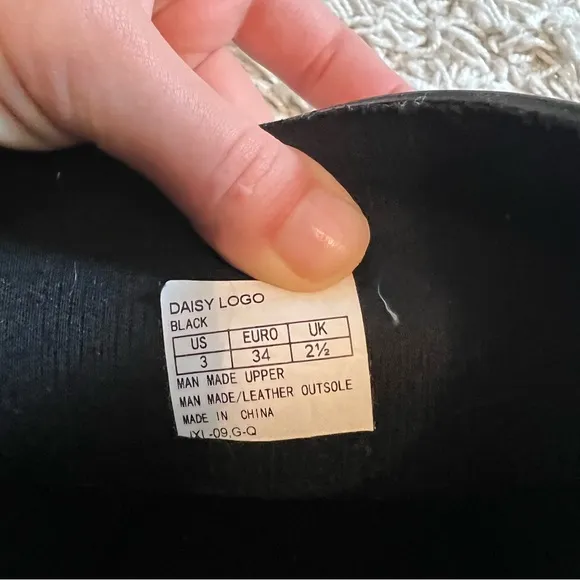 DAISY LOGO
BLACK
US EURO UK
3 34 2½
MAN MADE UPPER
MAN MADE/LEATHER OUTSOLE
MADE IN CHINA